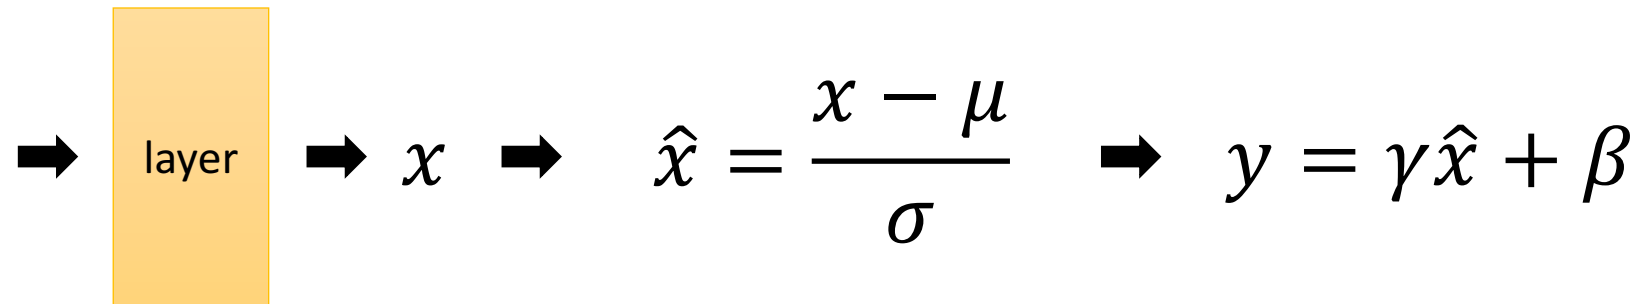 layer x x̂ = (x − μ) / σ y = γx̂ + β